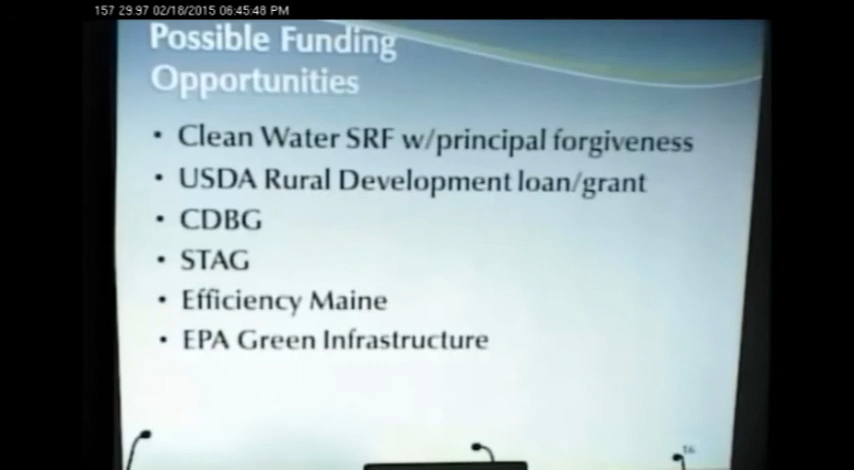 157 29.97 02/18/2015 06:45:48 PM
Possible Funding
Opportunities
• Clean Water SRF w/principal forgiveness
• USDA Rural Development loan/grant
• CDBG
• STAG
• Efficiency Maine
• EPA Green Infrastructure
16